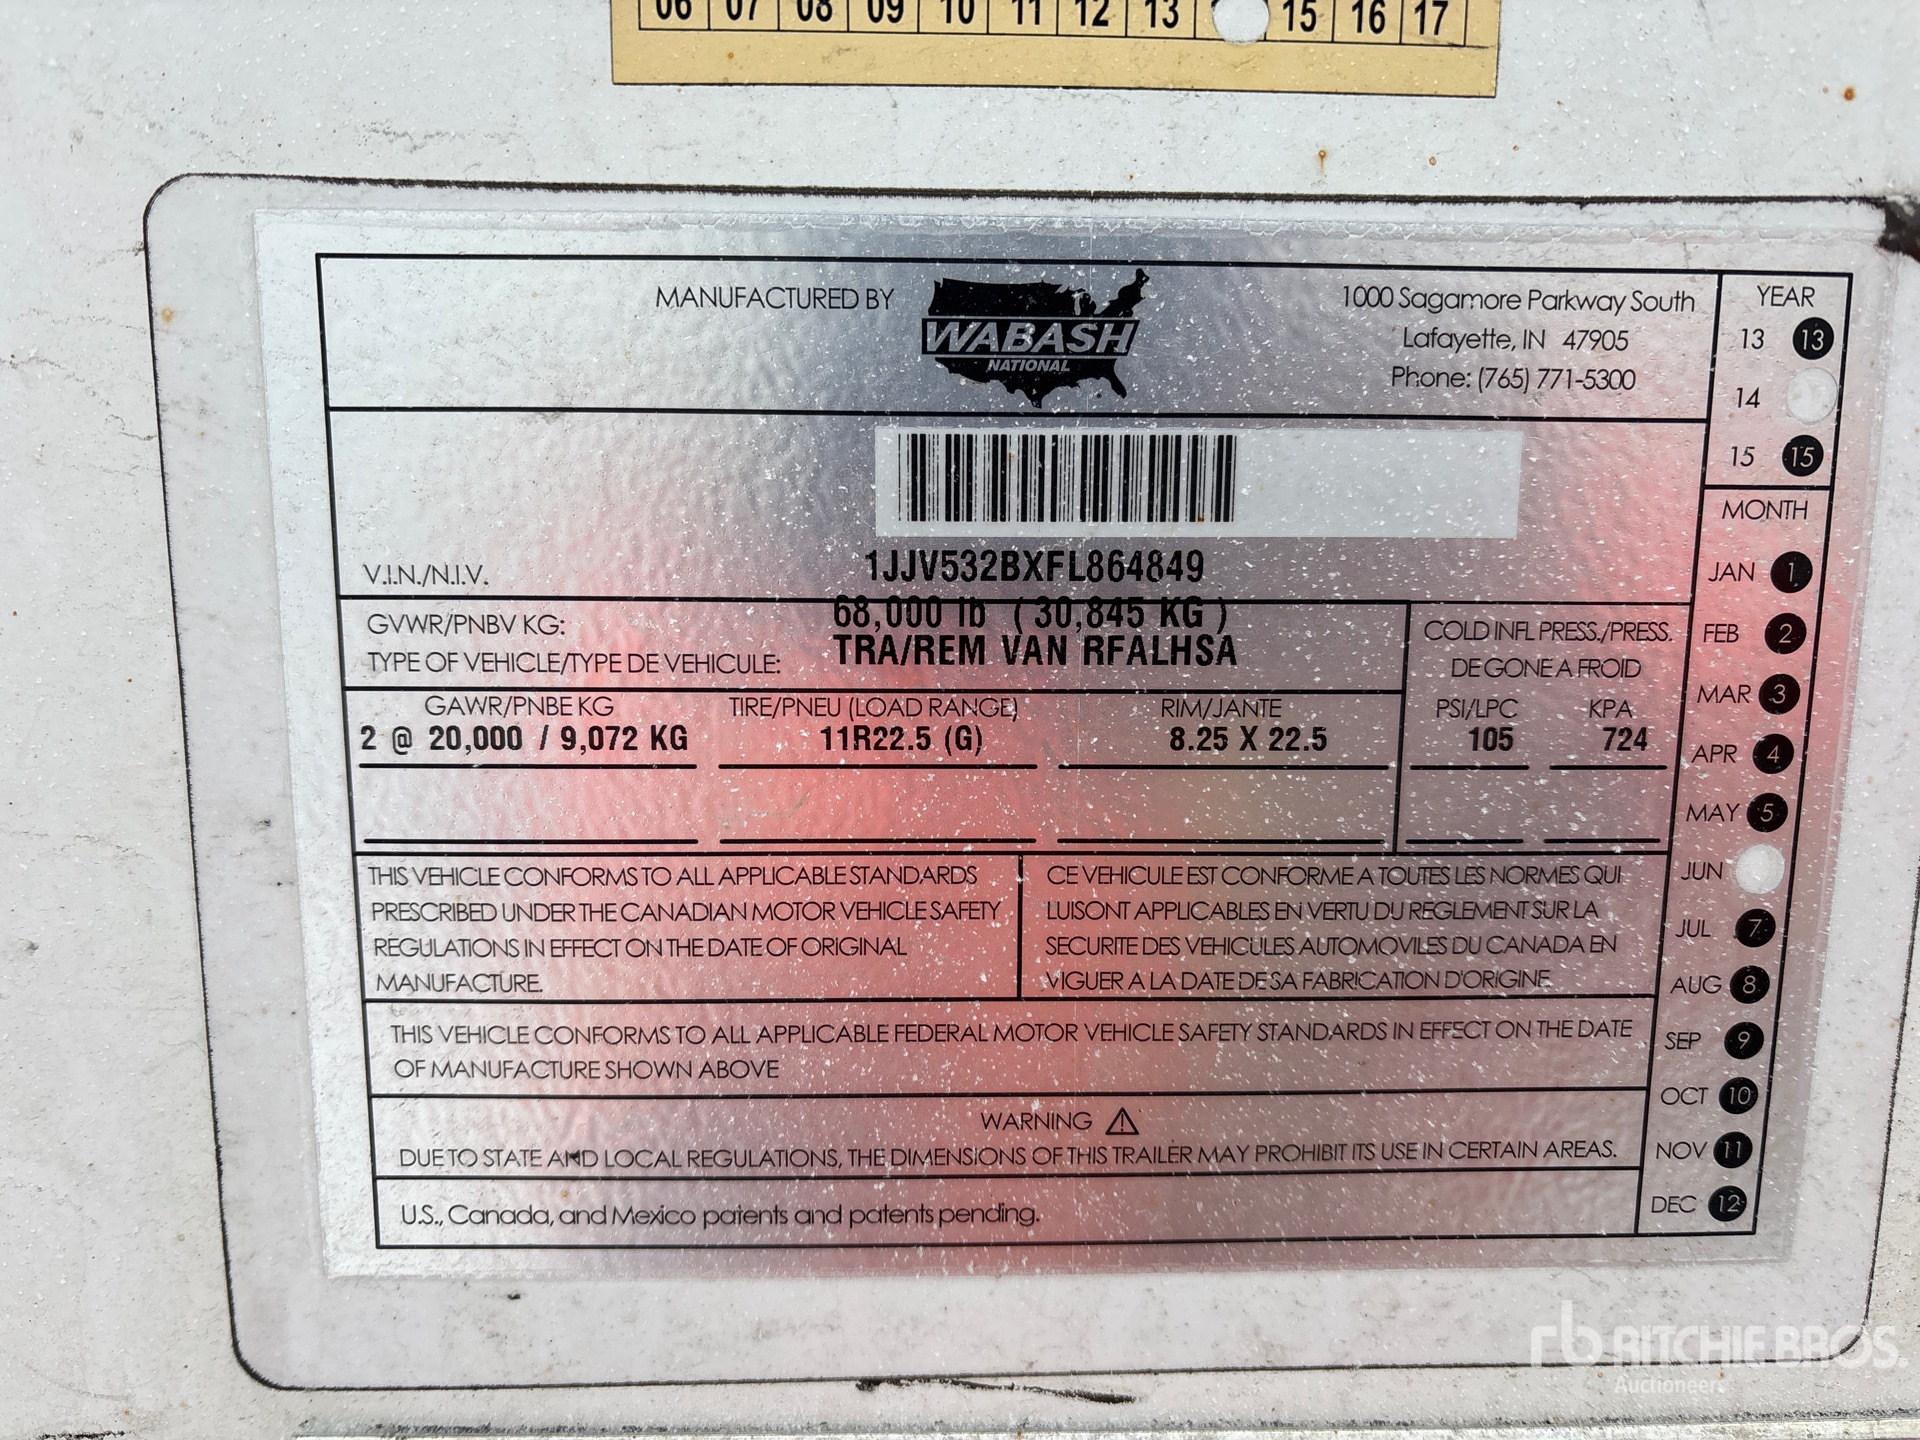 06 07 08 09 10 11 12 13 15 16 17
MANUFACTURED BY
WABASH
NATIONAL
1000 Sagamore Parkway South
Lafayette, IN 47905
Phone: (765) 771-5300
YEAR
13 13
14
15 15
V.I.N./N.I.V.
1JJV532BXFL864849
GVWR/PNBV KG:
68,000 lb ( 30,845 KG )
TYPE OF VEHICLE/TYPE DE VEHICULE:
TRA/REM VAN RFALHSA
COLD INFL PRESS./PRESS.
DE GONE A FROID
GAWR/PNBE KG TIRE/PNEU (LOAD RANGE) RIM/JANTE PSI/LPC KPA
2 @ 20,000 / 9,072 KG 11R22.5 (G) 8.25 X 22.5 105 724
THIS VEHICLE CONFORMS TO ALL APPLICABLE STANDARDS
PRESCRIBED UNDER THE CANADIAN MOTOR VEHICLE SAFETY
REGULATIONS IN EFFECT ON THE DATE OF ORIGINAL
MANUFACTURE.
CE VEHICULE EST CONFORME A TOUTES LES NORMES QUI
LUISONT APPLICABLES EN VERTU DU REGLEMENT SUR LA
SECURITE DES VEHICULES AUTOMOVILES DU CANADA EN
VIGUER A LA DATE DE SA FABRICATION D'ORIGINE.
THIS VEHICLE CONFORMS TO ALL APPLICABLE FEDERAL MOTOR VEHICLE SAFETY STANDARDS IN EFFECT ON THE DATE
OF MANUFACTURE SHOWN ABOVE
WARNING
DUE TO STATE AND LOCAL REGULATIONS, THE DIMENSIONS OF THIS TRAILER MAY PROHIBIT ITS USE IN CERTAIN AREAS.
U.S., Canada, and Mexico patents and patents pending.
MONTH
JAN 1
FEB 2
MAR 3
APR 4
MAY 5
JUN
JUL 7
AUG 8
SEP 9
OCT 10
NOV 11
DEC 12
rb RITCHIE BROS.
Auctioneers